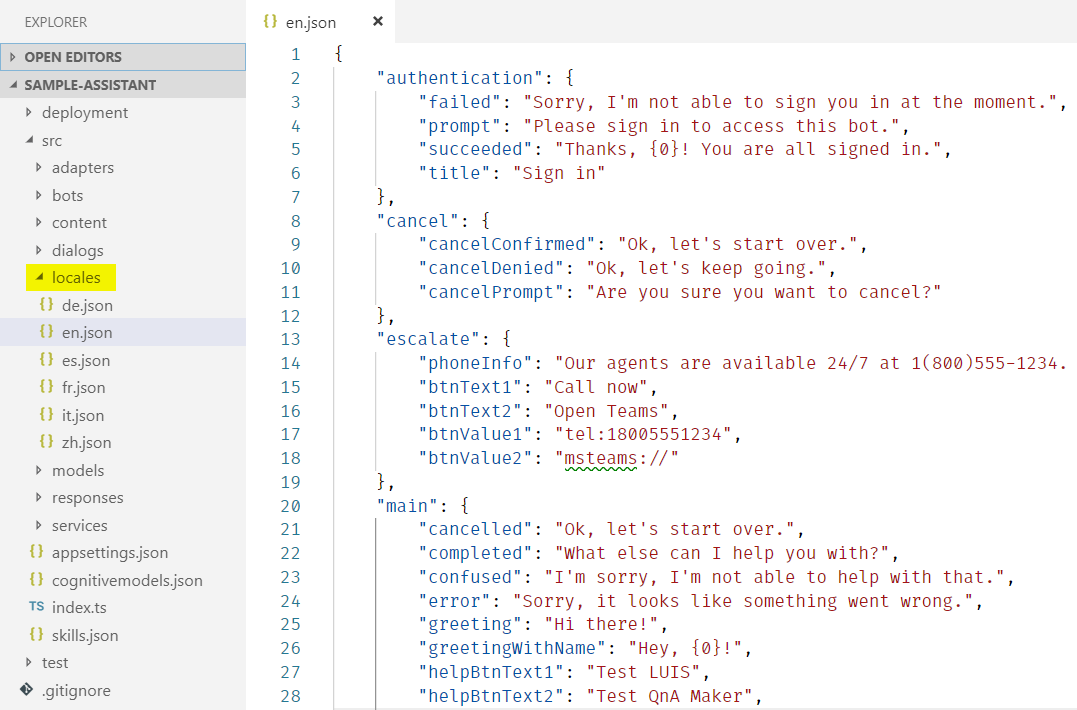 EXPLORER
OPEN EDITORS
SAMPLE-ASSISTANT
deployment
src
adapters
bots
content
dialogs
locales
{} de.json
{} en.json
{} es.json
{} fr.json
{} it.json
{} zh.json
models
responses
services
{} appsettings.json
{} cognitivemodels.json
TS index.ts
{} skills.json
test
.gitignore
{} en.json ×
1 {
2 "authentication": {
3 "failed": "Sorry, I'm not able to sign you in at the moment.",
4 "prompt": "Please sign in to access this bot.",
5 "succeeded": "Thanks, {0}! You are all signed in.",
6 "title": "Sign in"
7 },
8 "cancel": {
9 "cancelConfirmed": "Ok, let's start over.",
10 "cancelDenied": "Ok, let's keep going.",
11 "cancelPrompt": "Are you sure you want to cancel?"
12 },
13 "escalate": {
14 "phoneInfo": "Our agents are available 24/7 at 1(800)555-1234.
15 "btnText1": "Call now",
16 "btnText2": "Open Teams",
17 "btnValue1": "tel:18005551234",
18 "btnValue2": "msteams://"
19 },
20 "main": {
21 "cancelled": "Ok, let's start over.",
22 "completed": "What else can I help you with?",
23 "confused": "I'm sorry, I'm not able to help with that.",
24 "error": "Sorry, it looks like something went wrong.",
25 "greeting": "Hi there!",
26 "greetingWithName": "Hey, {0}!",
27 "helpBtnText1": "Test LUIS",
28 "helpBtnText2": "Test QnA Maker",